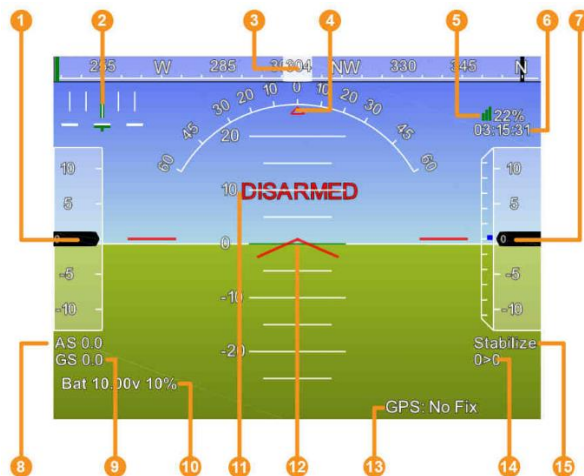 1 2 3 4 5 6 7
255 W 285 304 NW 330 345 N
60 45 30 20 10 0 10 20 30 45 60
22%
03:15:31
20
10 10 10
DISARMED
5 5
0 0 0
-5 -5
-10 -10 -10
-20
AS 0.0 Stabilize
GS 0.0 0>0
Bat 10.00v 10%
GPS: No Fix
8 9 10 11 12 13 14 15